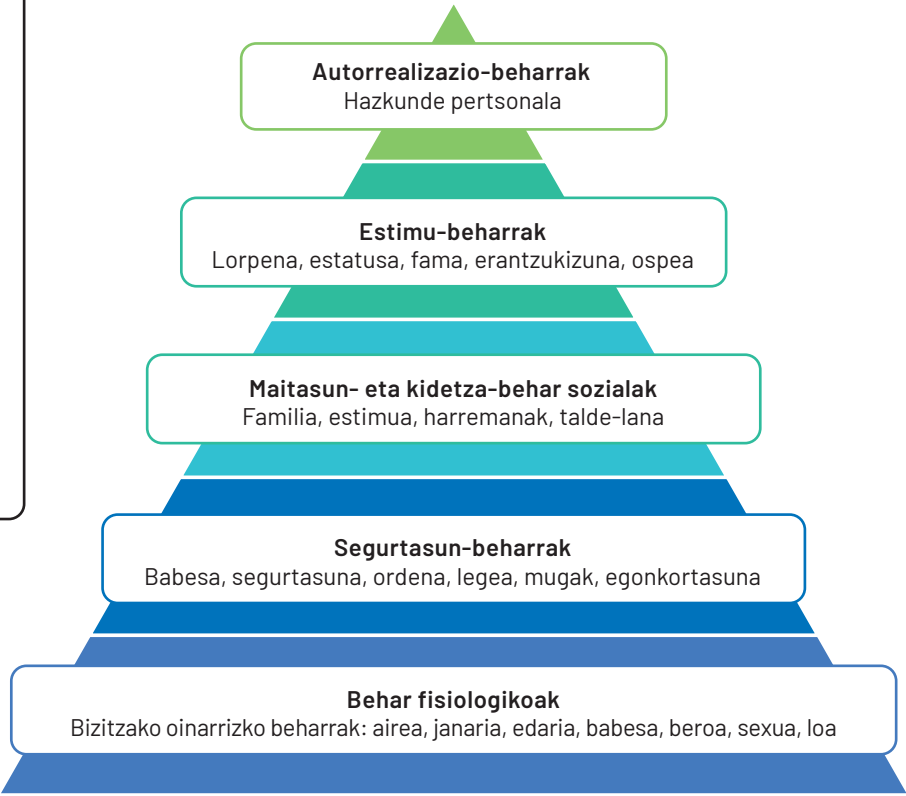 Autorrealizazio-beharrak
Hazkunde pertsonala
Estimu-beharrak
Lorpena, estatusa, fama, erantzukizuna, ospea
Maitasun- eta kidetza-behar sozialak
Familia, estimua, harremanak, talde-lana
Segurtasun-beharrak
Babesa, segurtasuna, ordena, legea, mugak, egonkortasuna
Behar fisiologikoak
Bizitzako oinarrizko beharrak: airea, janaria, edaria, babesa, beroa, sexua, loa